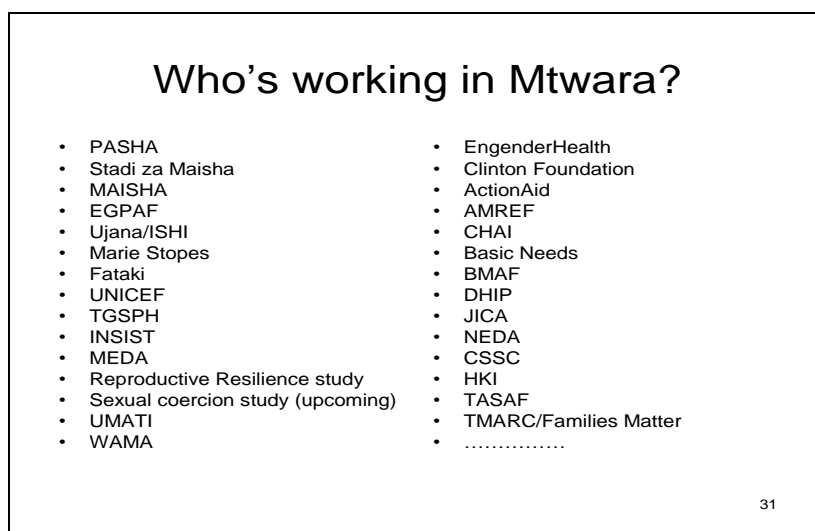 Who's working in Mtwara?
• PASHA
• Stadi za Maisha
• MAISHA
• EGPAF
• Ujana/ISHI
• Marie Stopes
• Fataki
• UNICEF
• TGSPH
• INSIST
• MEDA
• Reproductive Resilience study
• Sexual coercion study (upcoming)
• UMATI
• WAMA
• EngenderHealth
• Clinton Foundation
• ActionAid
• AMREF
• CHAI
• Basic Needs
• BMAF
• DHIP
• JICA
• NEDA
• CSSC
• HKI
• TASAF
• TMARC/Families Matter
• ……………
31